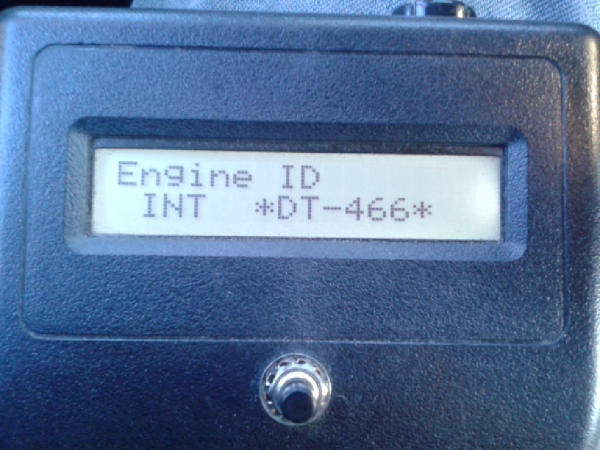 Engine ID
INT *DT-466*